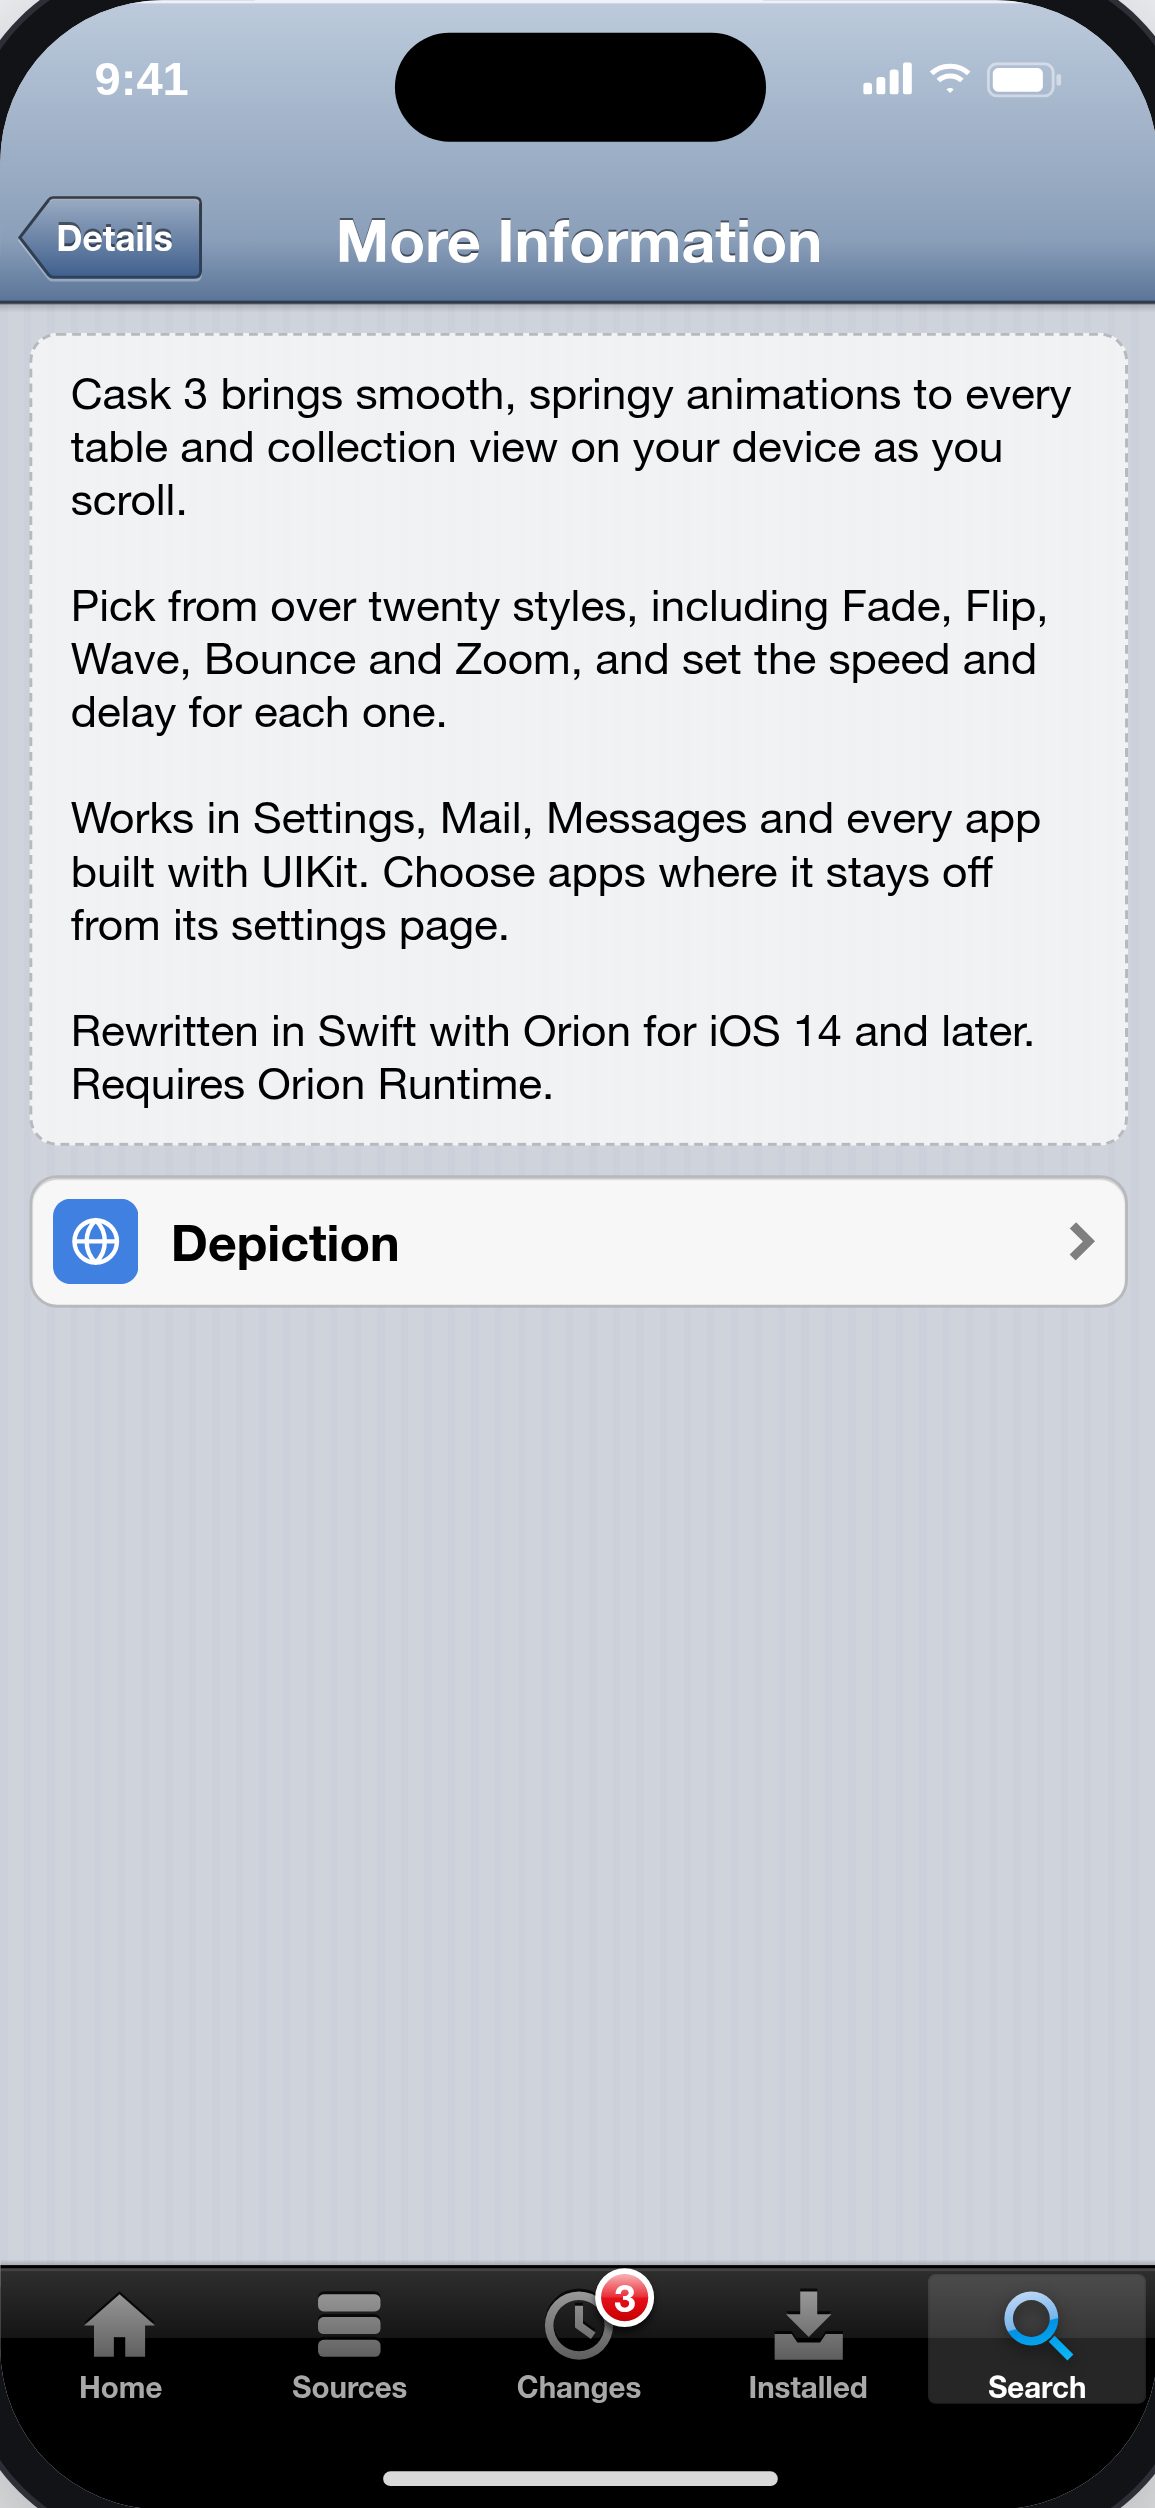 9:41
Details
More Information
Cask 3 brings smooth, springy animations to every
table and collection view on your device as you
scroll.
Pick from over twenty styles, including Fade, Flip,
Wave, Bounce and Zoom, and set the speed and
delay for each one.
Works in Settings, Mail, Messages and every app
built with UIKit. Choose apps where it stays off
from its settings page.
Rewritten in Swift with Orion for iOS 14 and later.
Requires Orion Runtime.
Depiction
3
Home
Sources
Changes
Installed
Search